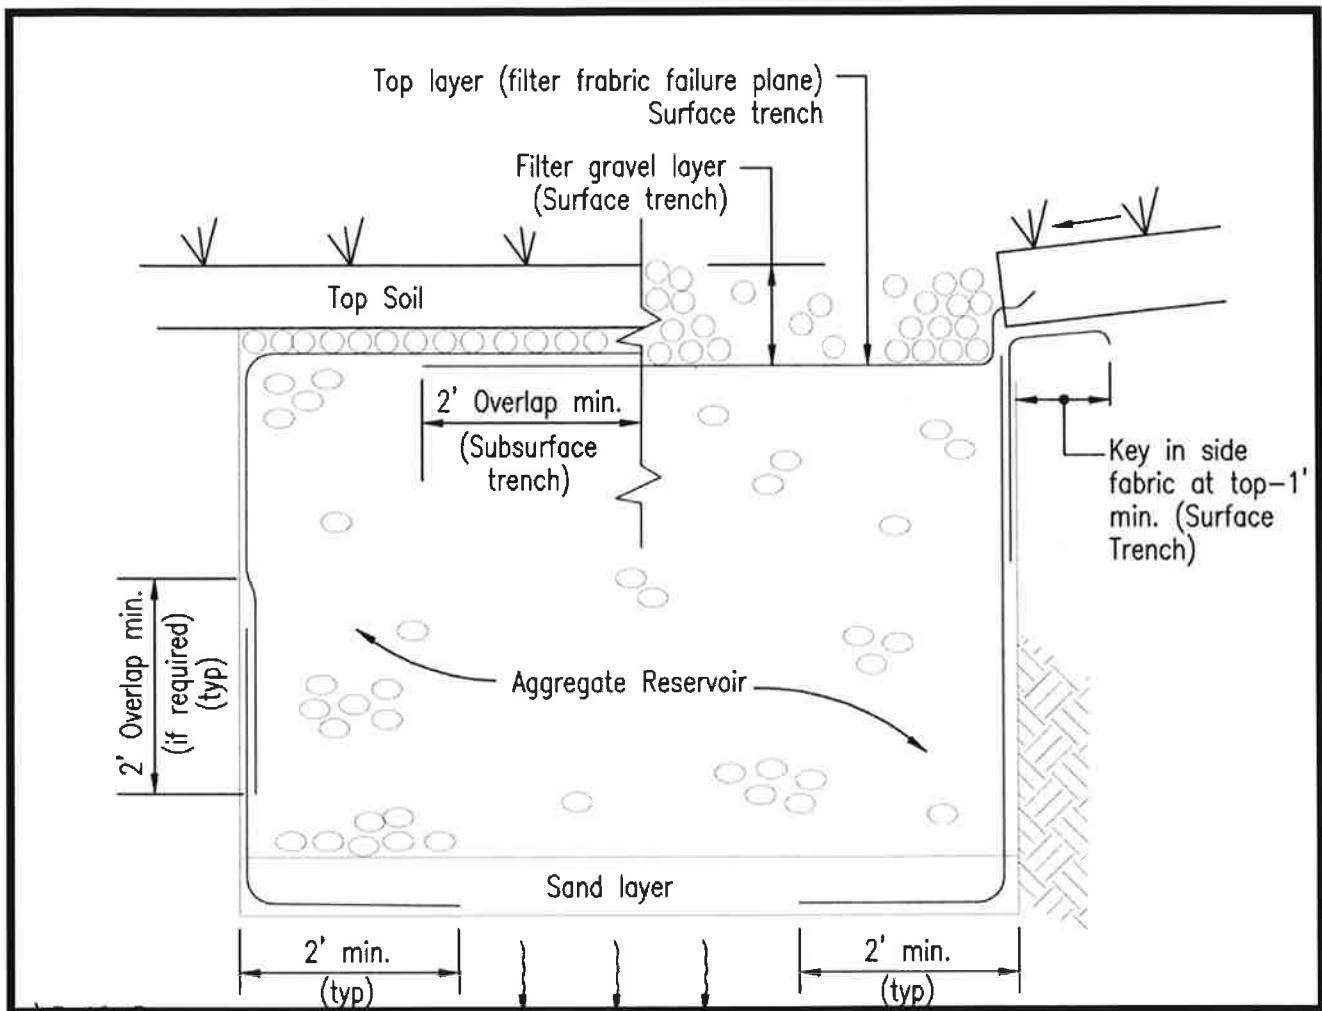 Top layer (filter frabric failure plane)
Surface trench
Filter gravel layer
(Surface trench)
Top Soil
2' Overlap min.
(Subsurface
trench)
Key in side
fabric at top-1'
min. (Surface
Trench)
2' Overlap min.
(if required)
(typ)
Aggregate Reservoir
Sand layer
2' min.
(typ)
2' min.
(typ)